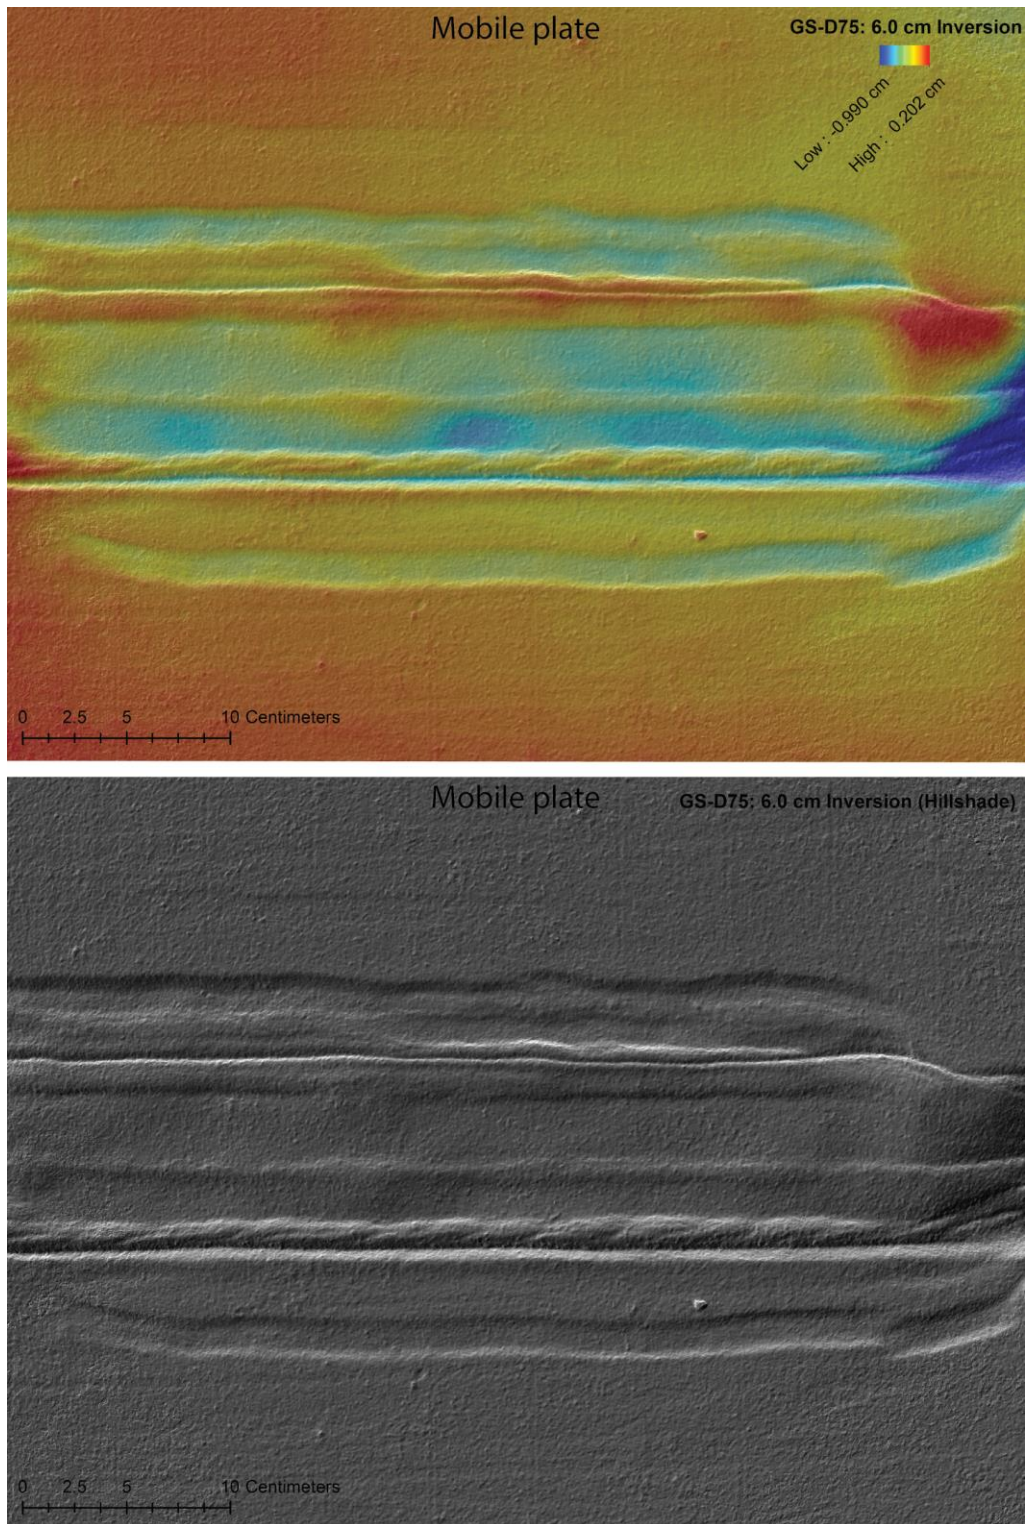 Mobile plate
GS-D75: 6.0 cm Inversion
Low : -0.990 cm
High : 0.202 cm
0 2.5 5 10 Centimeters
Mobile plate
GS-D75: 6.0 cm Inversion (Hillshade)
0 2.5 5 10 Centimeters